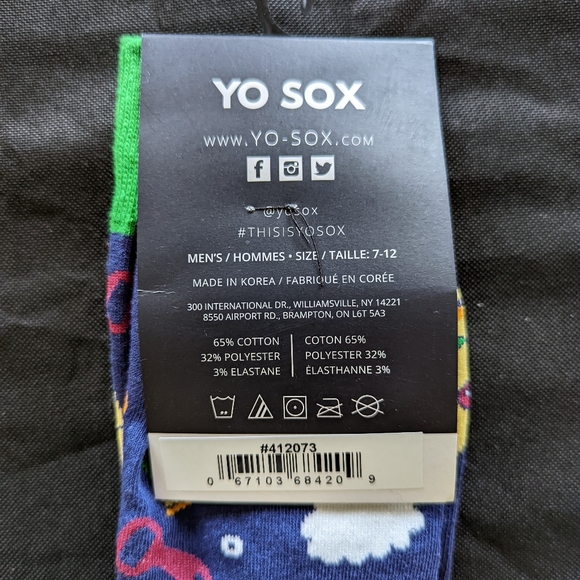 YO SOX
WWW.YO-SOX.COM
@yosox
#THISISYOSOX
MEN'S / HOMMES • SIZE / TAILLE: 7-12
MADE IN KOREA / FABRIQUÉ EN CORÉE
300 INTERNATIONAL DR., WILLIAMSVILLE, NY 14221
8550 AIRPORT RD., BRAMPTON, ON L6T 5A3
65% COTTON
32% POLYESTER
3% ELASTANE
COTON 65%
POLYESTER 32%
ÉLASTHANNE 3%
#412073
0 67103 68420 9